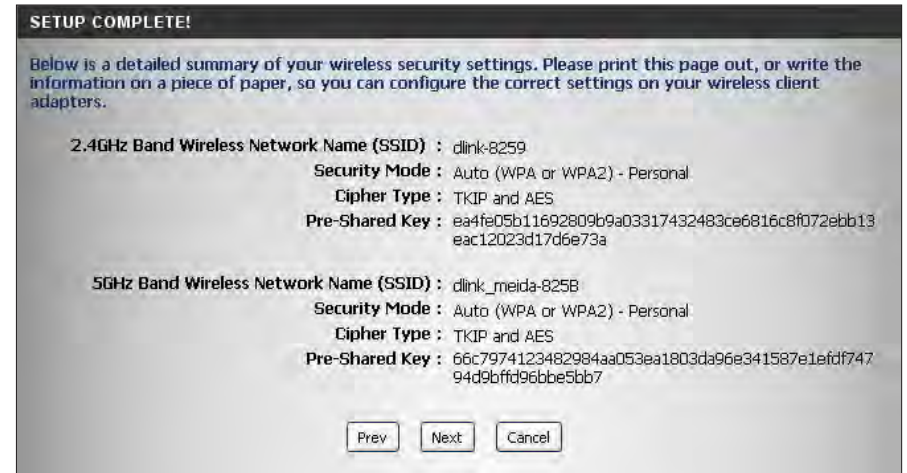 SETUP COMPLETE!
Below is a detailed summary of your wireless security settings. Please print this page out, or write the
information on a piece of paper, so you can configure the correct settings on your wireless client
adapters.
2.4GHz Band Wireless Network Name (SSID) : dlink-8259
Security Mode : Auto (WPA or WPA2) - Personal
Cipher Type : TKIP and AES
Pre-Shared Key : ea4fe05b11692809b9a03317432483ce6816c8f072ebb13
eac12023d17d6e73a
5GHz Band Wireless Network Name (SSID) : dlink_meida-825B
Security Mode : Auto (WPA or WPA2) - Personal
Cipher Type : TKIP and AES
Pre-Shared Key : 66c7974123482984aa053ea1803da96e341587e1efdf747
94d9bffd96bbe5bb7
Prev Next Cancel